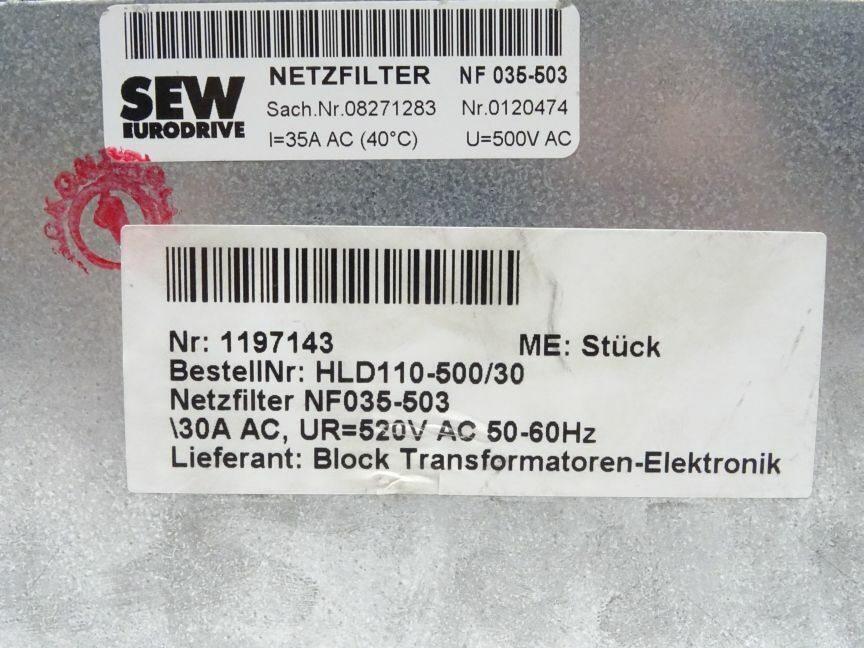 SEW
EURODRIVE
NETZFILTER NF 035-503
Sach.Nr.08271283 Nr.0120474
I=35A AC (40°C) U=500V AC
Nr: 1197143 ME: Stück
BestellNr: HLD110-500/30
Netzfilter NF035-503
\30A AC, UR=520V AC 50-60Hz
Lieferant: Block Transformatoren-Elektronik